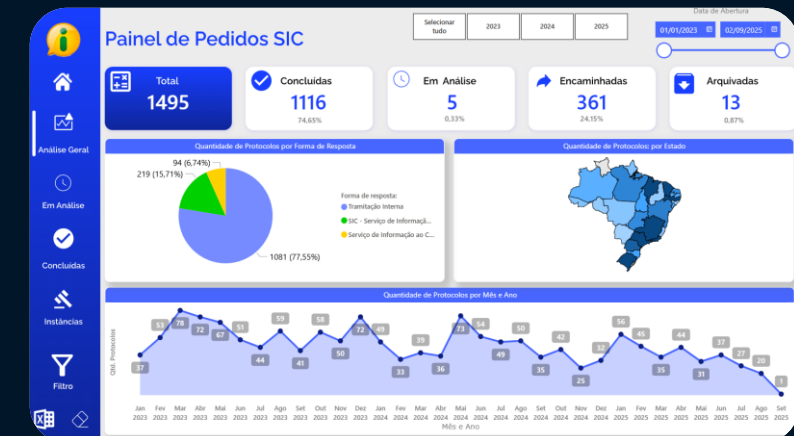 Data de Abertura
Painel de Pedidos SIC
Selecionar tudo
2023
2024
2025
01/01/2023
02/09/2025
Total
1495
Concluídas
1116
74,65%
Em Análise
5
0,33%
Encaminhadas
361
24,15%
Arquivadas
13
0,87%
Análise Geral
Em Análise
Concluídas
Instâncias
Filtro
Quantidade de Protocolos por Forma de Resposta
94 (6,74%)
219 (15,71%)
1081 (77,55%)
Forma de resposta:
Tramitação Interna
SIC - Serviço de Informaçã...
Serviço de Informação ao C...
Quantidade de Protocolos: por Estado
Quantidade de Protocolos por Mês e Ano
Qtd. Protocolos
37 53 78 72 67 51 44 59 41 58 50 72 49 33 39 36 73 54 49 50 35 42 25 32 56 45 35 44 31 37 27 20 1
Jan Fev Mar Abr Mai Jun Jul Ago Set Out Nov Dez Jan Fev Mar Abr Mai Jun Jul Ago Set Out Nov Dez Jan Fev Mar Abr Mai Jun Jul Ago Set
2023 2023 2023 2023 2023 2023 2023 2023 2023 2023 2023 2023 2024 2024 2024 2024 2024 2024 2024 2024 2024 2024 2024 2024 2025 2025 2025 2025 2025 2025 2025 2025 2025
Mês e Ano